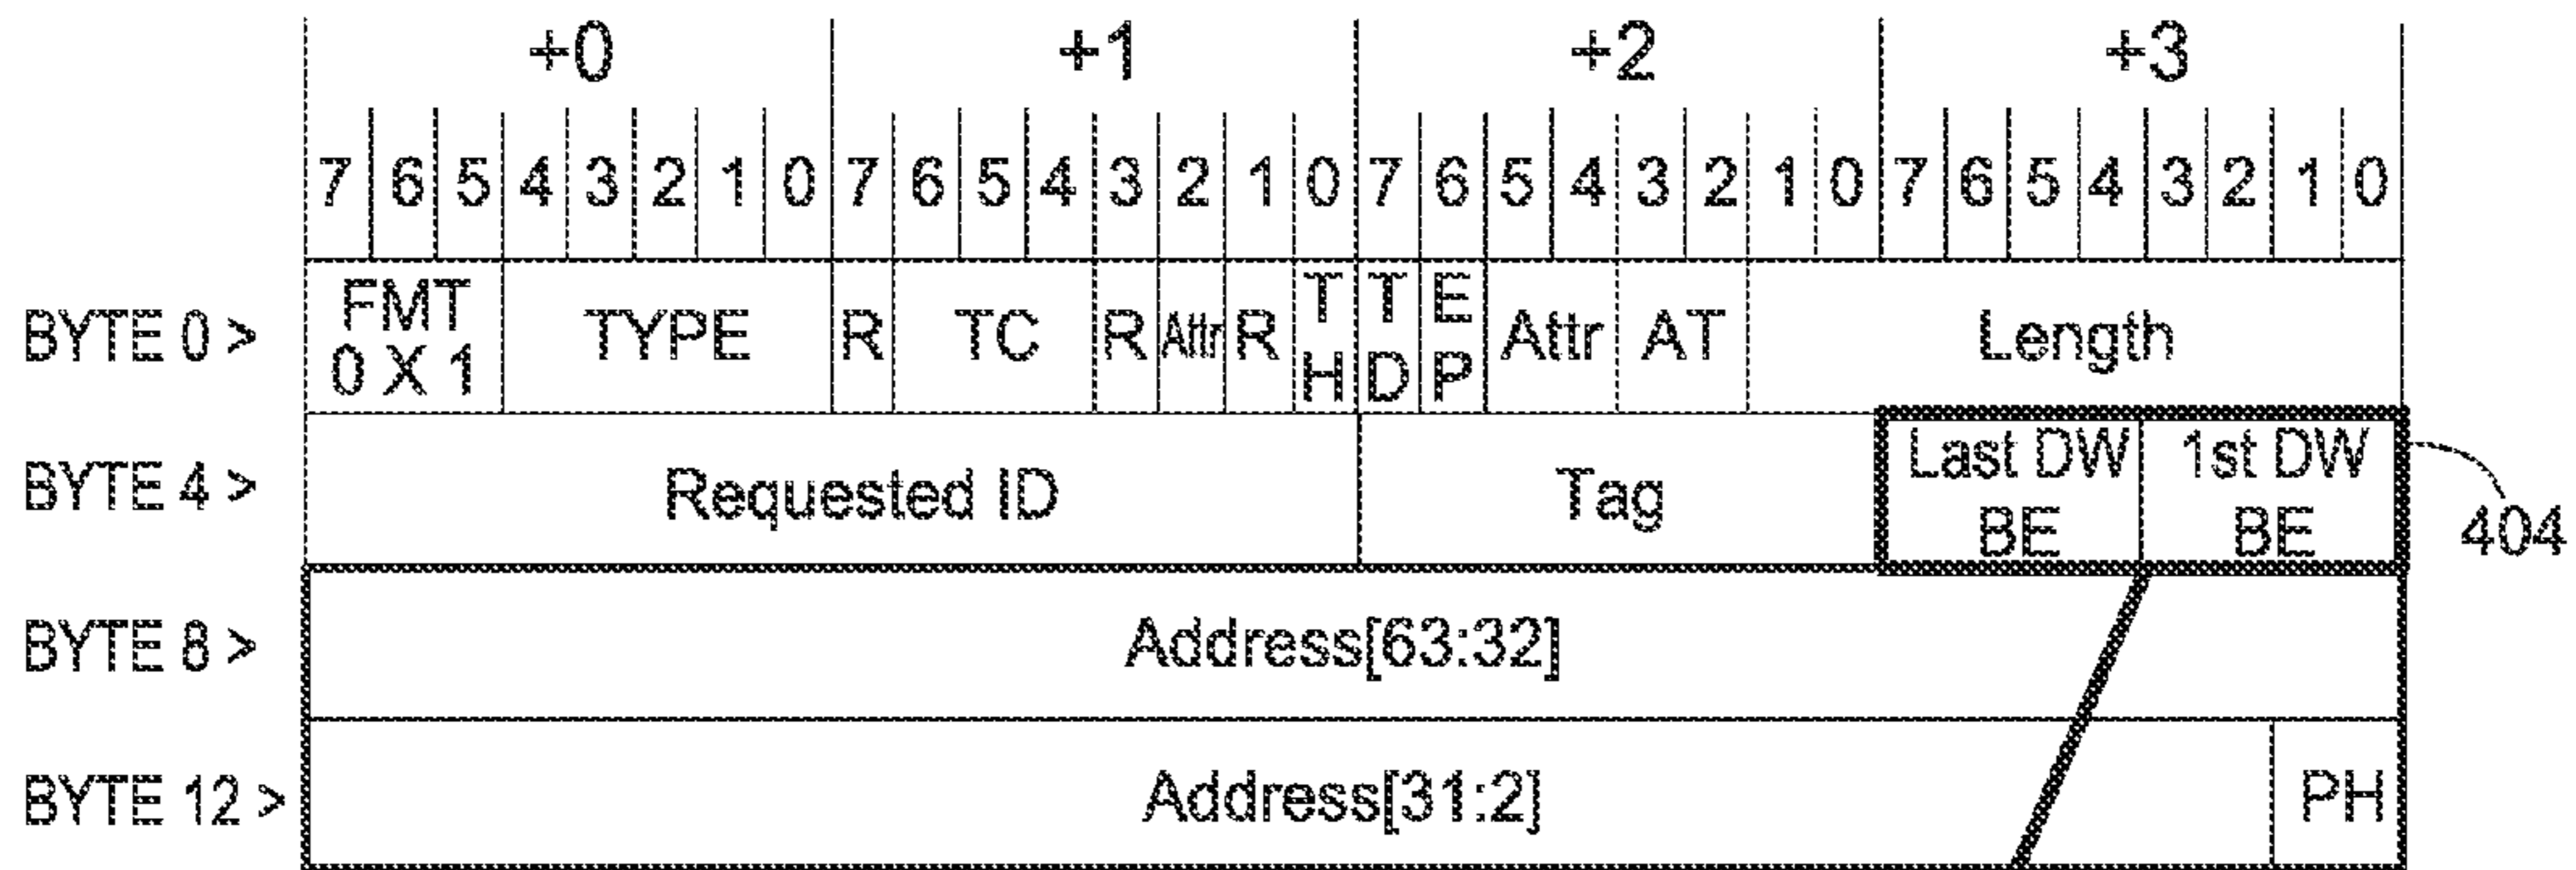 +0 +1 +2 +3
7 6 5 4 3 2 1 0 7 6 5 4 3 2 1 0 7 6 5 4 3 2 1 0 7 6 5 4 3 2 1 0
BYTE 0 > FMT 0 X 1 TYPE R TC R Attr R TH TD EP Attr AT Length
BYTE 4 > Requested ID Tag Last DW BE 1st DW BE 404
BYTE 8 > Address[63:32]
BYTE 12 > Address[31:2] PH